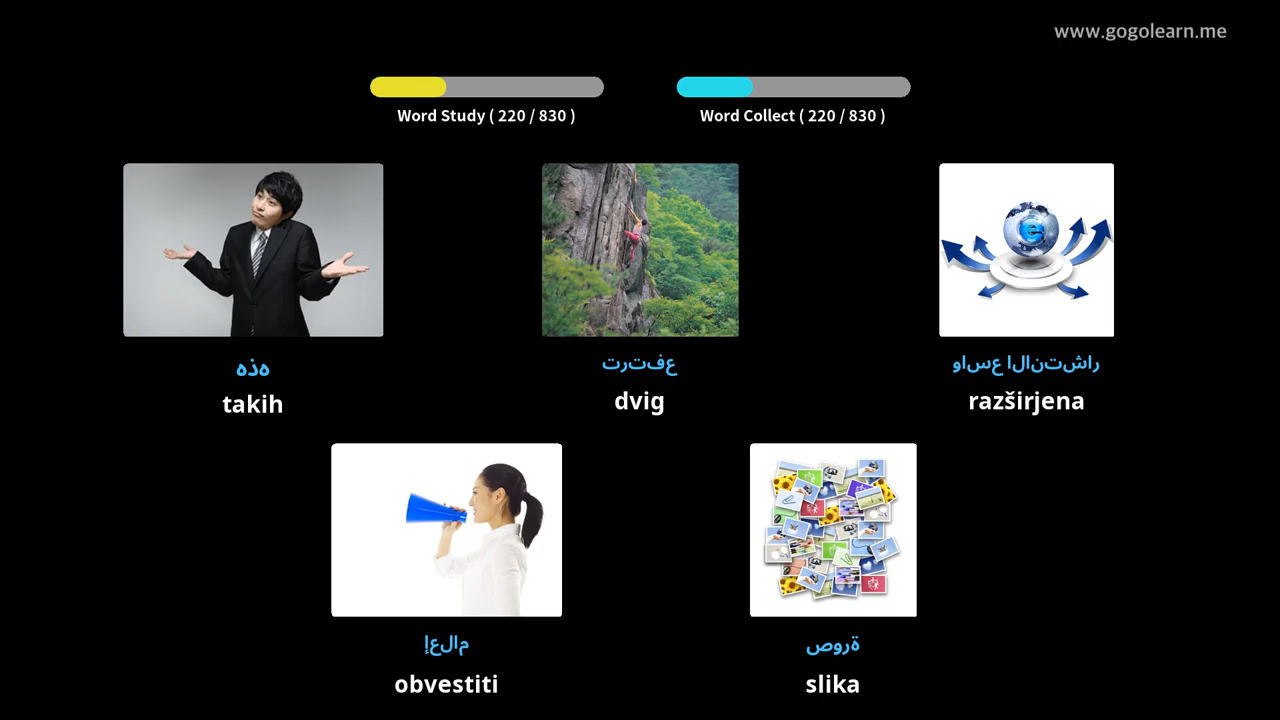 www.gogolearn.me
Word Study ( 220 / 830 )
Word Collect ( 220 / 830 )
هذه
takih
ترتفع
dvig
واسع الانتشار
razširjena
إعلام
obvestiti
صورة
slika